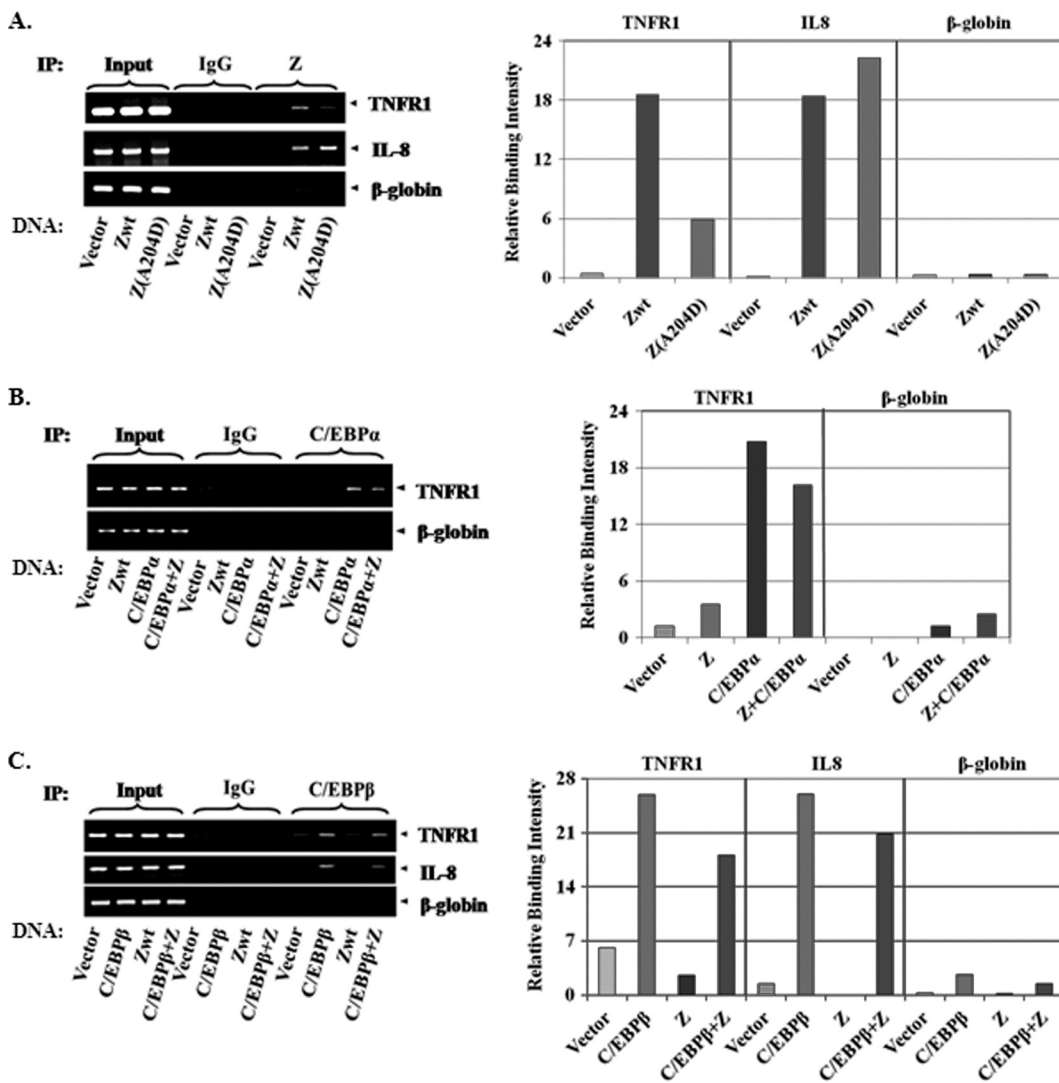 A.
IP: Input IgG Z
TNFR1
IL-8
β-globin
DNA: Vector Zwt Z(A204D) Vector Zwt Z(A204D) Vector Zwt Z(A204D)
TNFR1 IL8 β-globin
Relative Binding Intensity
24
18
12
6
0
Vector Zwt Z(A204D) Vector Zwt Z(A204D) Vector Zwt Z(A204D)
B.
IP: Input IgG C/EBPα
TNFR1
β-globin
DNA: Vector Zwt C/EBPα C/EBPα+Z Vector Zwt C/EBPα C/EBPα+Z Vector Zwt C/EBPα C/EBPα+Z
TNFR1 β-globin
Relative Binding Intensity
24
18
12
6
0
Vector Z C/EBPα Z+C/EBPα Vector Z C/EBPα Z+C/EBPα
C.
IP: Input IgG C/EBPβ
TNFR1
IL-8
β-globin
DNA: Vector C/EBPβ Zwt C/EBPβ+Z Vector C/EBPβ Zwt C/EBPβ+Z Vector C/EBPβ Zwt C/EBPβ+Z
TNFR1 IL8 β-globin
Relative Binding Intensity
28
21
14
7
0
Vector C/EBPβ Z C/EBPβ+Z Vector C/EBPβ Z C/EBPβ+Z Vector C/EBPβ Z C/EBPβ+Z